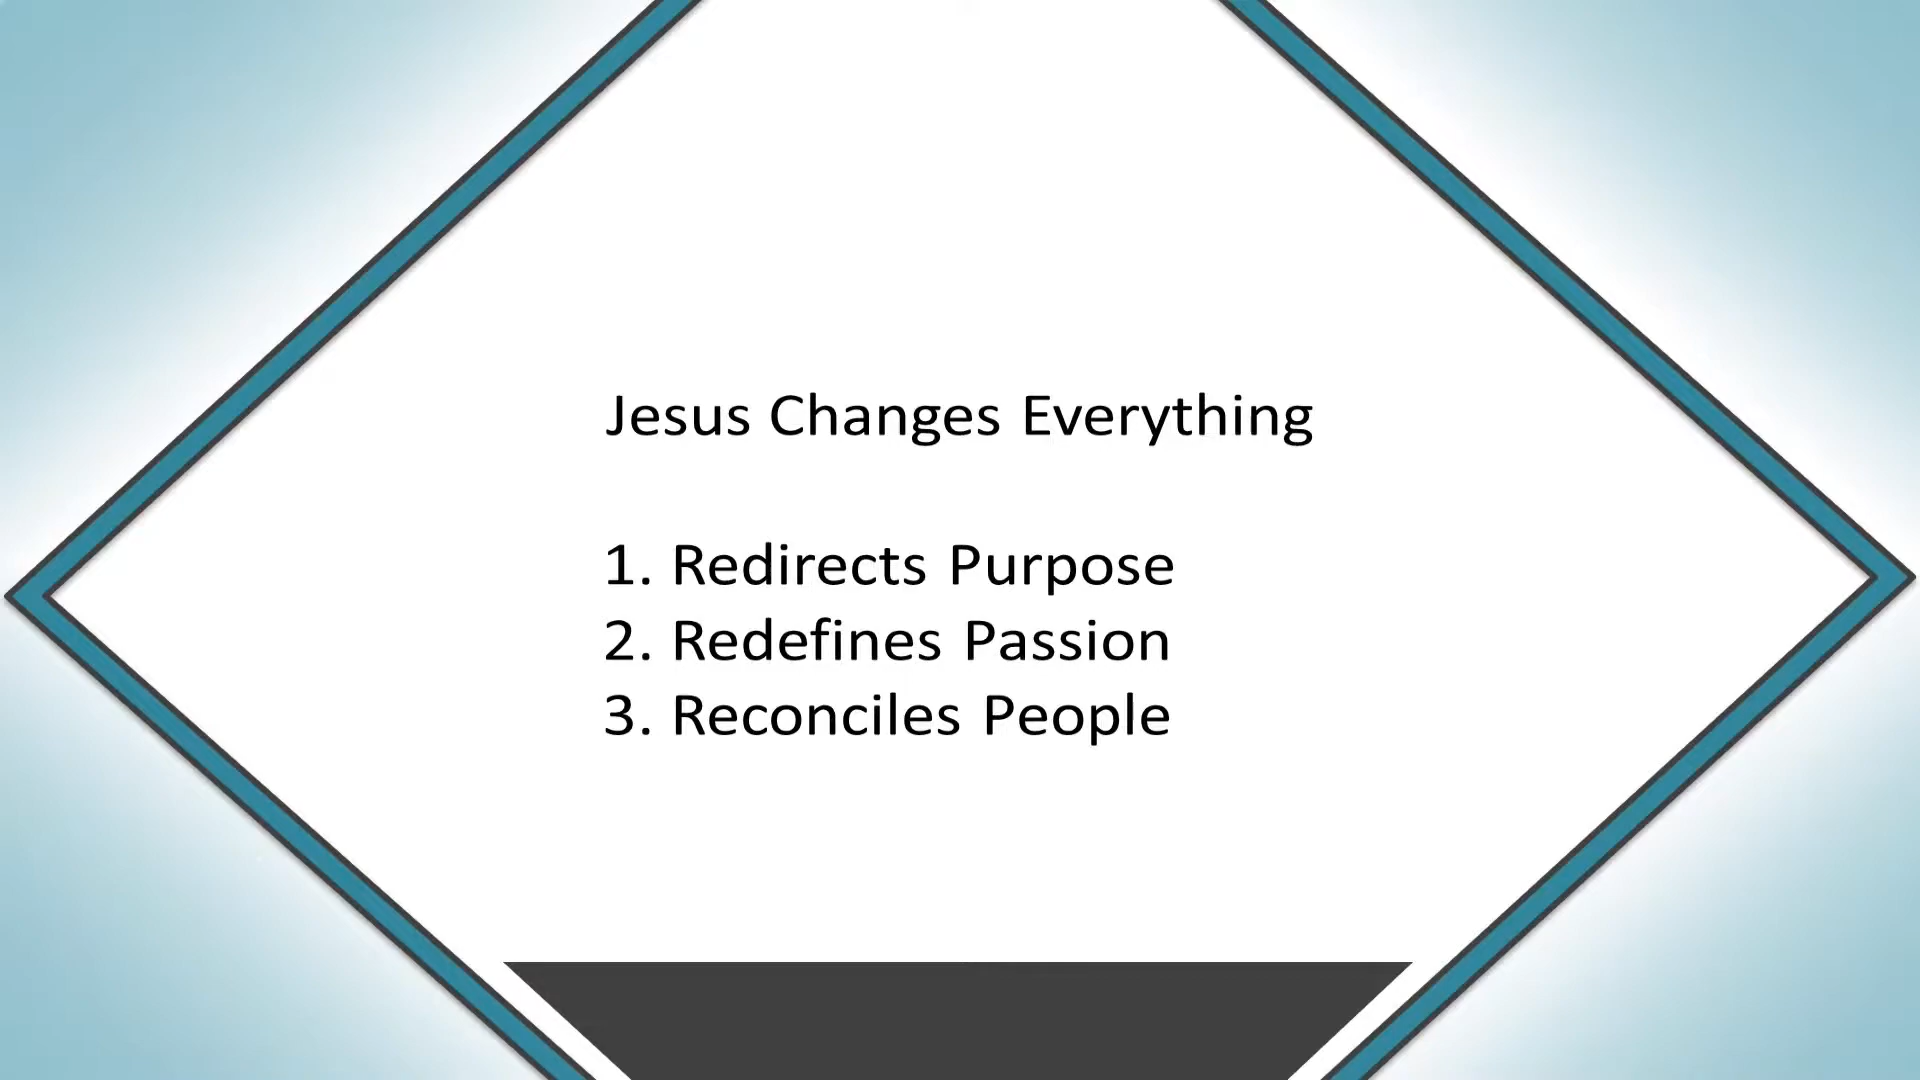 Jesus Changes Everything
1. Redirects Purpose
2. Redefines Passion
3. Reconciles People